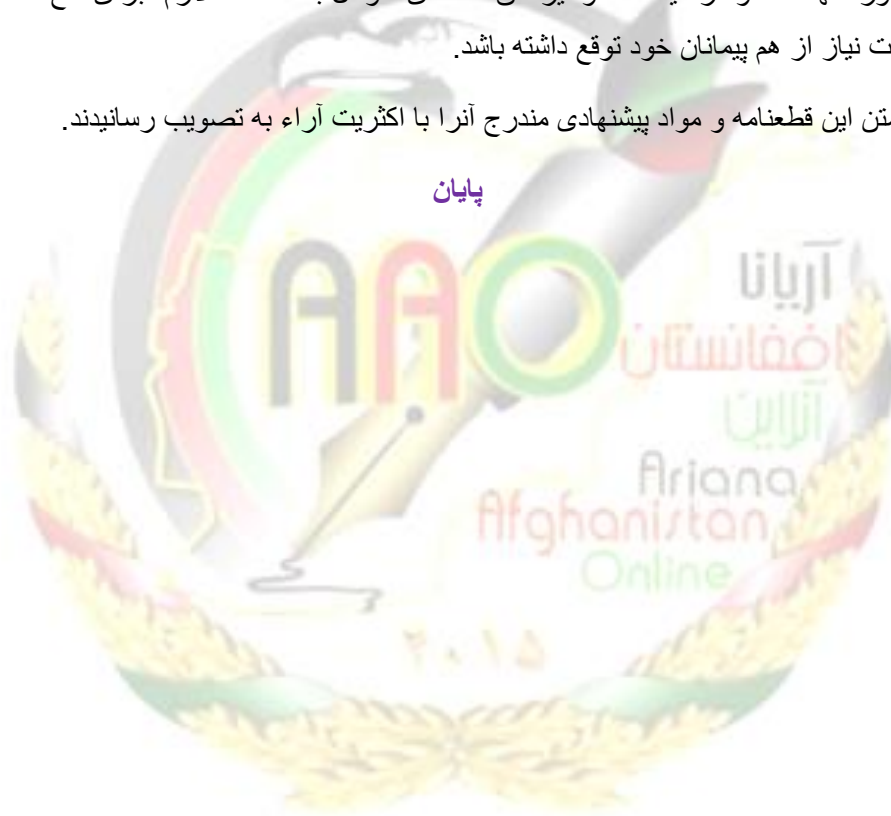 ت نیاز از هم پیمانان خود توقع داشته باشد.
متن این قطعنامه و مواد پیشنهادی مندرج آنرا با اکثریت آراء به تصویب رسانیدند.
پایان
AAO
آریانا
افغانستان
آنلاین
Ariana
Afghanistan
Online
۲۰۱۵